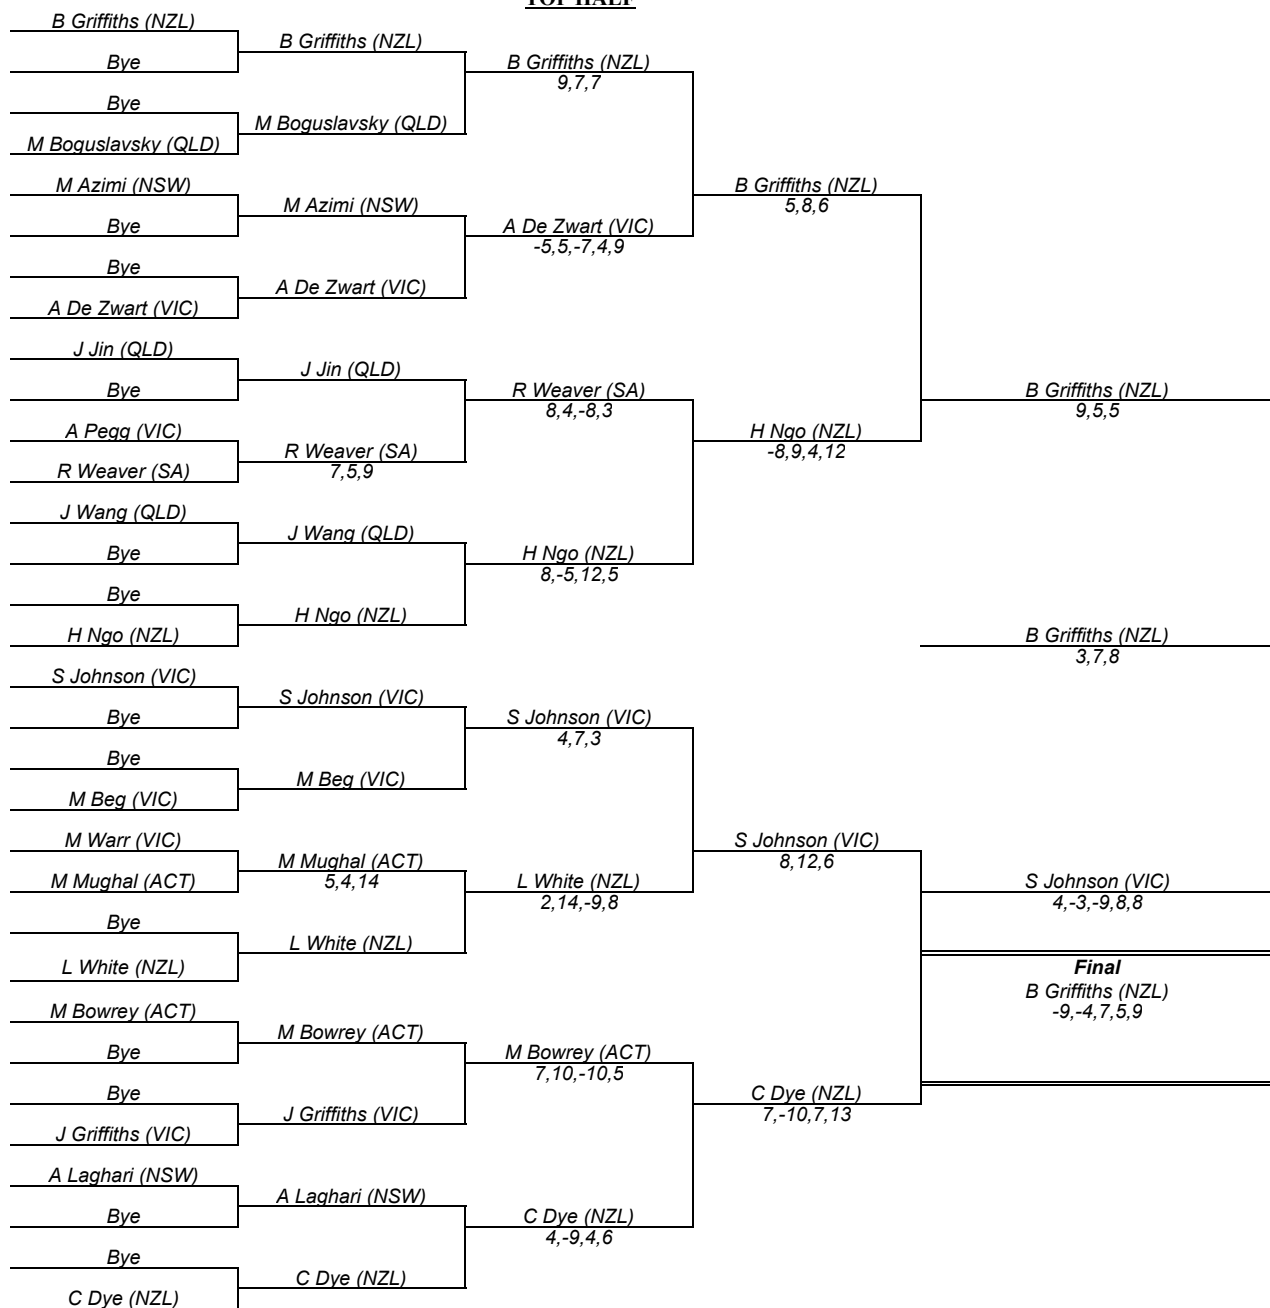 TOP HALF
B Griffiths (NZL)
Bye
Bye
M Boguslavsky (QLD)
M Azimi (NSW)
Bye
Bye
A De Zwart (VIC)
J Jin (QLD)
Bye
A Pegg (VIC)
R Weaver (SA)
J Wang (QLD)
Bye
Bye
H Ngo (NZL)
S Johnson (VIC)
Bye
Bye
M Beg (VIC)
M Warr (VIC)
M Mughal (ACT)
Bye
L White (NZL)
M Bowrey (ACT)
Bye
Bye
J Griffiths (VIC)
A Laghari (NSW)
Bye
Bye
C Dye (NZL)
B Griffiths (NZL)
M Boguslavsky (QLD)
M Azimi (NSW)
A De Zwart (VIC)
J Jin (QLD)
R Weaver (SA)
7,5,9
J Wang (QLD)
H Ngo (NZL)
S Johnson (VIC)
M Beg (VIC)
M Mughal (ACT)
5,4,14
L White (NZL)
M Bowrey (ACT)
J Griffiths (VIC)
A Laghari (NSW)
C Dye (NZL)
B Griffiths (NZL)
9,7,7
A De Zwart (VIC)
-5,5,-7,4,9
R Weaver (SA)
8,4,-8,3
H Ngo (NZL)
8,-5,12,5
S Johnson (VIC)
4,7,3
L White (NZL)
2,14,-9,8
M Bowrey (ACT)
7,10,-10,5
C Dye (NZL)
4,-9,4,6
B Griffiths (NZL)
5,8,6
H Ngo (NZL)
-8,9,4,12
S Johnson (VIC)
8,12,6
C Dye (NZL)
7,-10,7,13
B Griffiths (NZL)
9,5,5
B Griffiths (NZL)
3,7,8
S Johnson (VIC)
4,-3,-9,8,8
Final
B Griffiths (NZL)
-9,-4,7,5,9